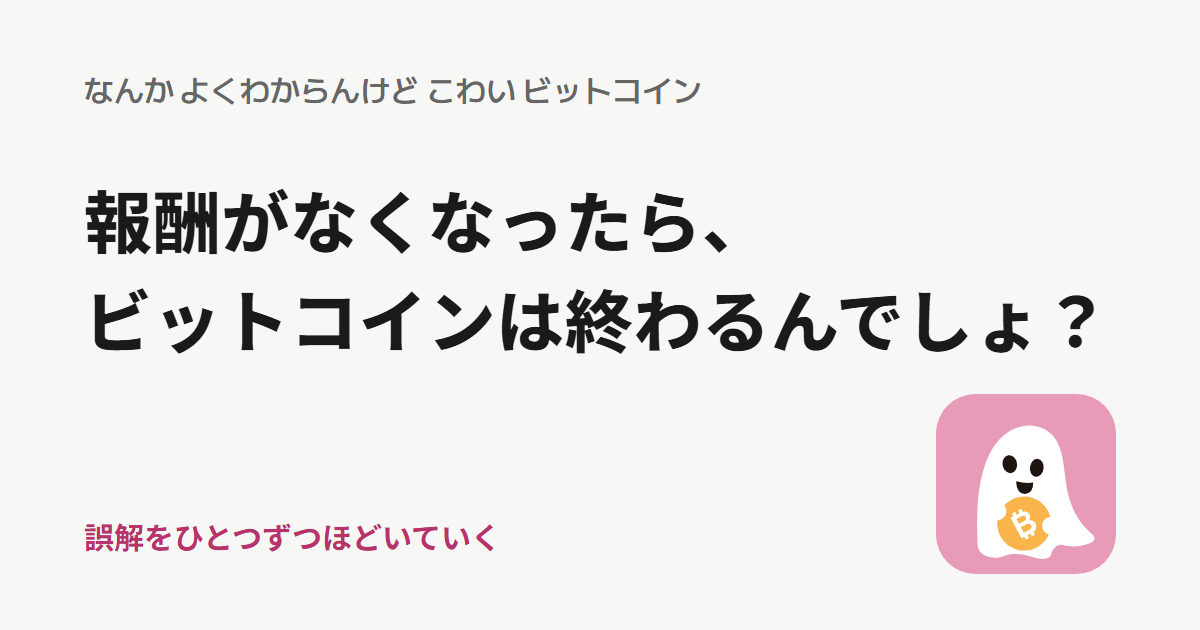 なんか よくわからんけど こわい ビットコイン
報酬がなくなったら、
ビットコインは終わるんでしょ？
誤解をひとつずつほどいていく